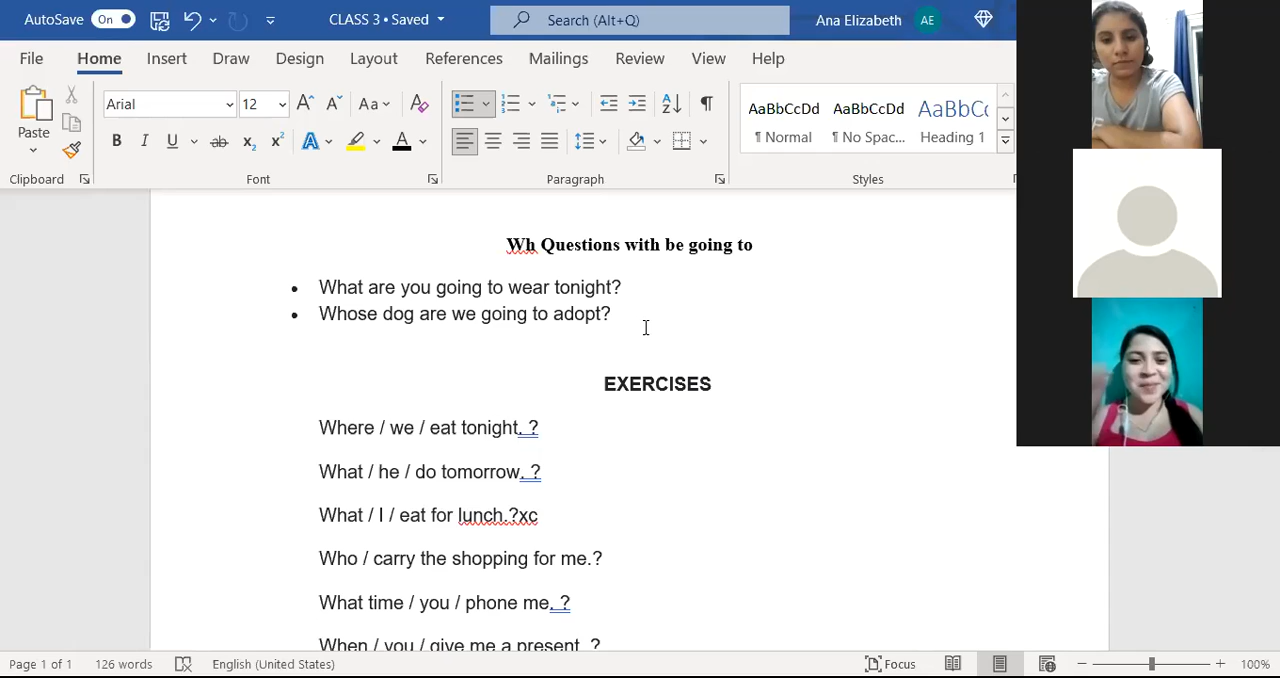 AutoSave On CLASS 3 • Saved Search (Alt+Q) Ana Elizabeth AE
File Home Insert Draw Design Layout References Mailings Review View Help
Arial 12 A A Aa A AaBbCcDd AaBbCcDd AaBbCc
Paste B I U ab x2 x2 A A A Z ¶ Normal ¶ No Spac... Heading 1
Clipboard Font Paragraph Styles
Wh Questions with be going to
• What are you going to wear tonight?
• Whose dog are we going to adopt?
EXERCISES
Where / we / eat tonight. ?
What / he / do tomorrow. ?
What / I / eat for lunch.?xc
Who / carry the shopping for me.?
What time / you / phone me. ?
When / you / give me a present. ?
Page 1 of 1 126 words English (United States) Focus 100%